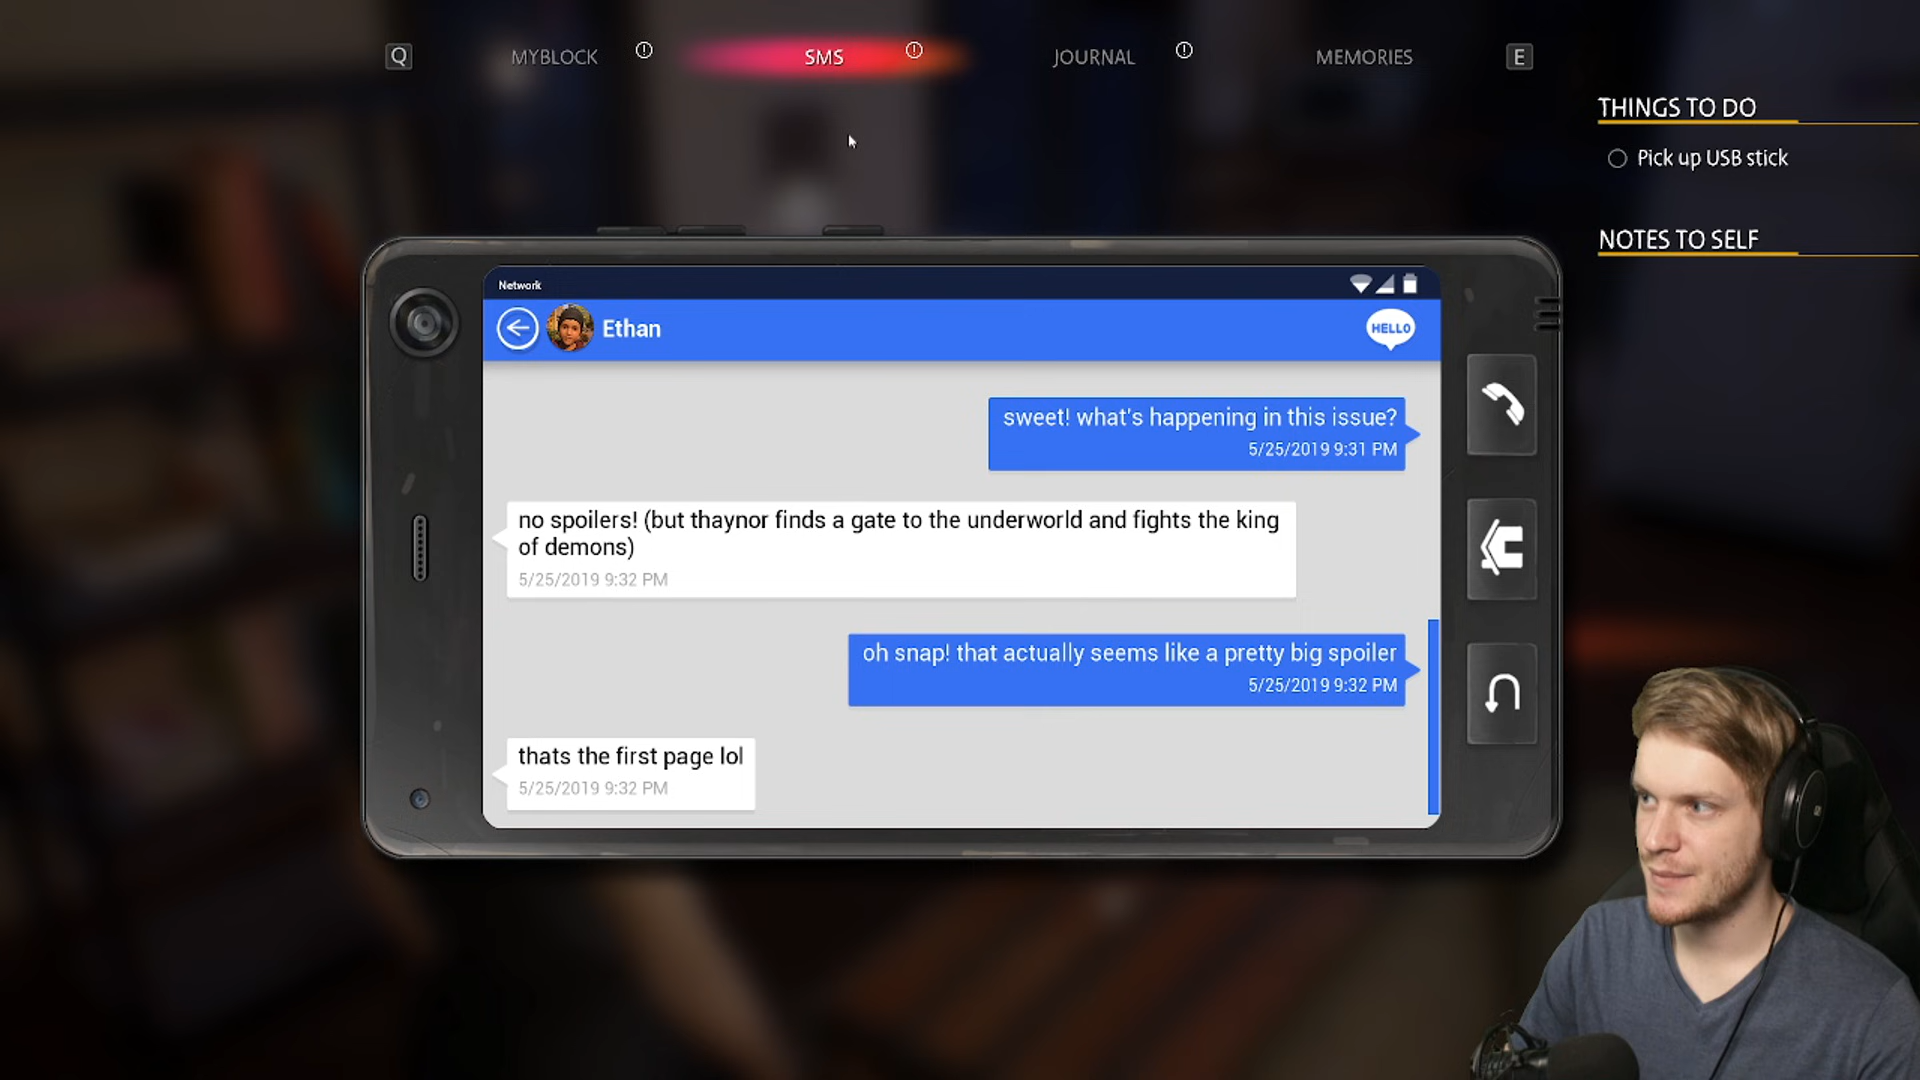 Q
MYBLOCK
SMS
JOURNAL
MEMORIES
E
THINGS TO DO
Pick up USB stick
NOTES TO SELF
Network
Ethan
HELLO
sweet! what's happening in this issue?
5/25/2019 9:31 PM
no spoilers! (but thaynor finds a gate to the underworld and fights the king
of demons)
5/25/2019 9:32 PM
oh snap! that actually seems like a pretty big spoiler
5/25/2019 9:32 PM
thats the first page lol
5/25/2019 9:32 PM